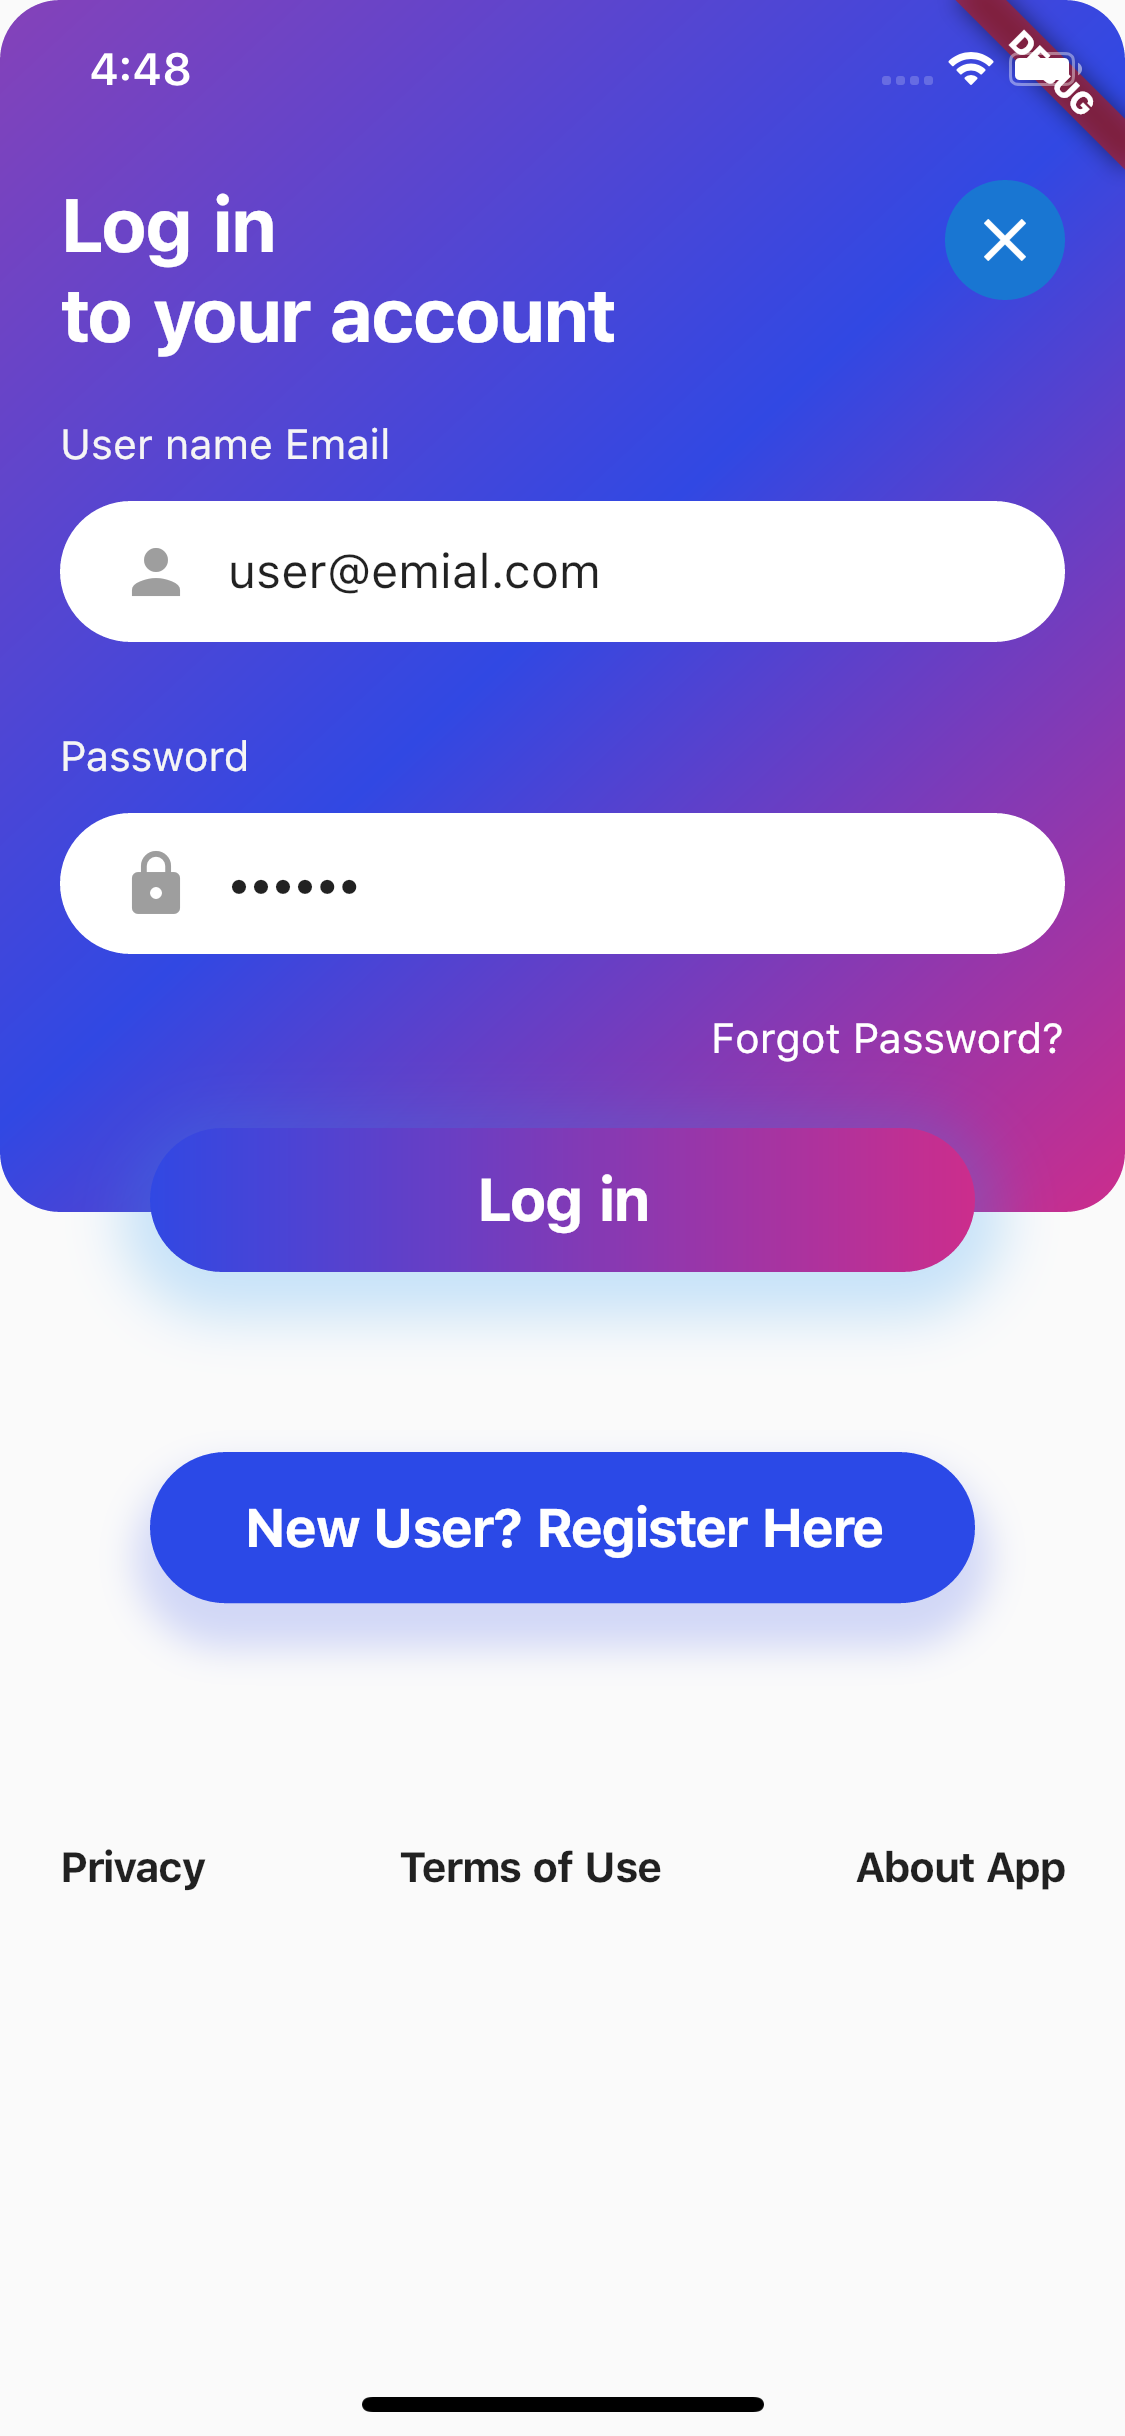 4:48
DEBUG
Log in
to your account
User name Email
user@emial.com
Password
••••••
Forgot Password?
Log in
New User? Register Here
Privacy
Terms of Use
About App